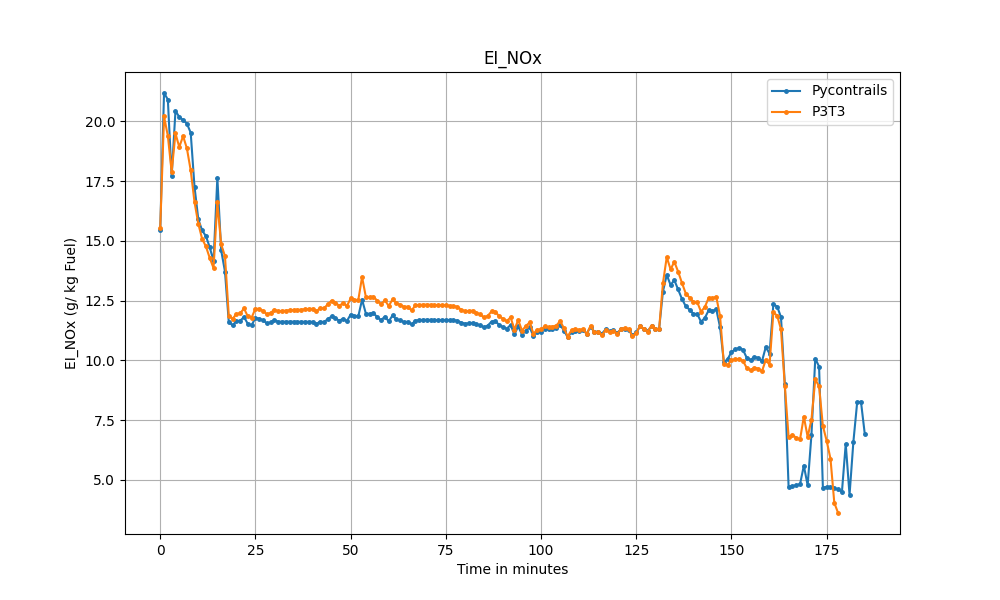 EI_NOx
Pycontrails
P3T3
EI_NOx (g/ kg Fuel)
20.0
17.5
15.0
12.5
10.0
7.5
5.0
0 25 50 75 100 125 150 175
Time in minutes